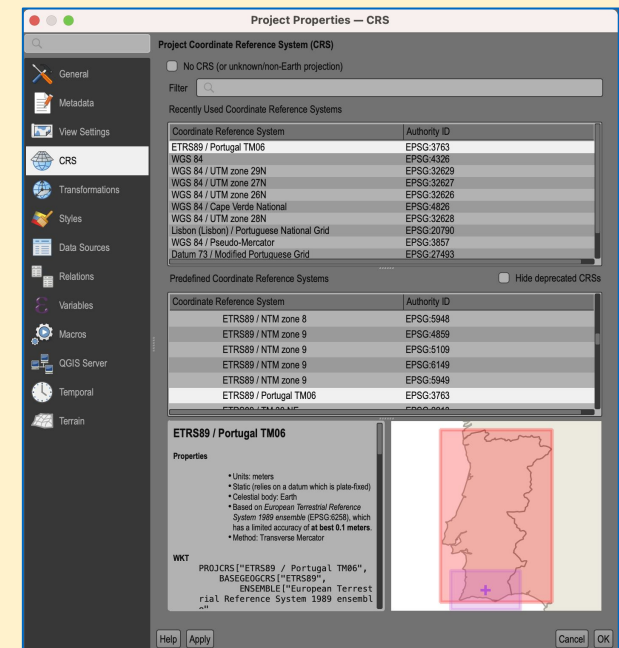 Project Properties — CRS
Project Coordinate Reference System (CRS)
No CRS (or unknown/non-Earth projection)
Filter
Recently Used Coordinate Reference Systems
Coordinate Reference System Authority ID
ETRS89 / Portugal TM06 EPSG:3763
WGS 84 EPSG:4326
WGS 84 / UTM zone 29N EPSG:32629
WGS 84 / UTM zone 27N EPSG:32627
WGS 84 / UTM zone 26N EPSG:32626
WGS 84 / Cape Verde National EPSG:4826
WGS 84 / UTM zone 28N EPSG:32628
Lisbon (Lisbon) / Portuguese National Grid EPSG:20790
WGS 84 / Pseudo-Mercator EPSG:3857
Datum 73 / Modified Portuguese Grid EPSG:27493
Predefined Coordinate Reference Systems Hide deprecated CRSs
Coordinate Reference System Authority ID
ETRS89 / NTM zone 8 EPSG:5948
ETRS89 / NTM zone 9 EPSG:4859
ETRS89 / NTM zone 9 EPSG:5109
ETRS89 / NTM zone 9 EPSG:6149
ETRS89 / NTM zone 9 EPSG:5949
ETRS89 / Portugal TM06 EPSG:3763
General
Metadata
View Settings
CRS
Transformations
Styles
Data Sources
Relations
Variables
Macros
QGIS Server
Temporal
Terrain
ETRS89 / Portugal TM06
Properties
• Units: meters
• Static (relies on a datum which is plate-fixed)
• Celestial body: Earth
• Based on European Terrestrial Reference
System 1989 ensemble (EPSG:6258), which
has a limited accuracy of at best 0.1 meters.
• Method: Transverse Mercator
WKT
PROJCRS["ETRS89 / Portugal TM06",
BASEGEOGCRS["ETRS89",
ENSEMBLE["European Terrest
rial Reference System 1989 ensembl
e"
Help Apply Cancel OK